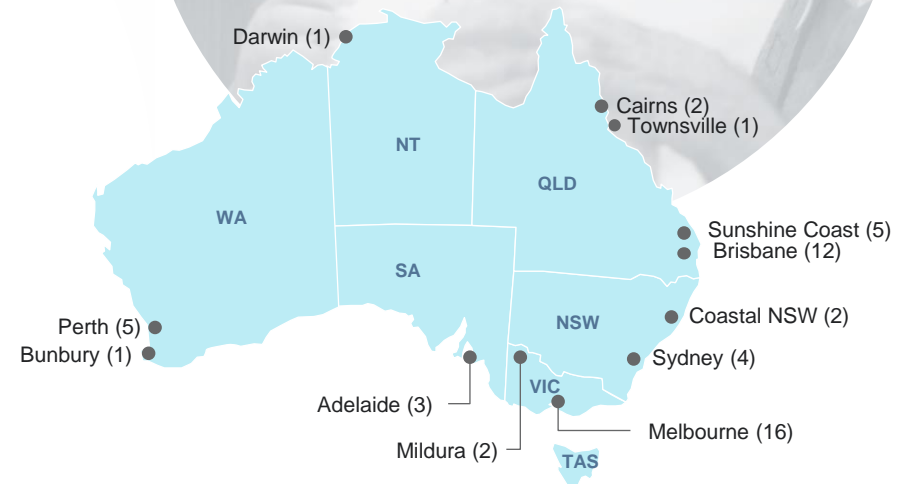 Darwin (1)
Cairns (2)
Townsville (1)
NT
QLD
WA
Sunshine Coast (5)
Brisbane (12)
SA
Coastal NSW (2)
NSW
Perth (5)
Bunbury (1)
Sydney (4)
VIC
Adelaide (3)
Melbourne (16)
Mildura (2)
TAS